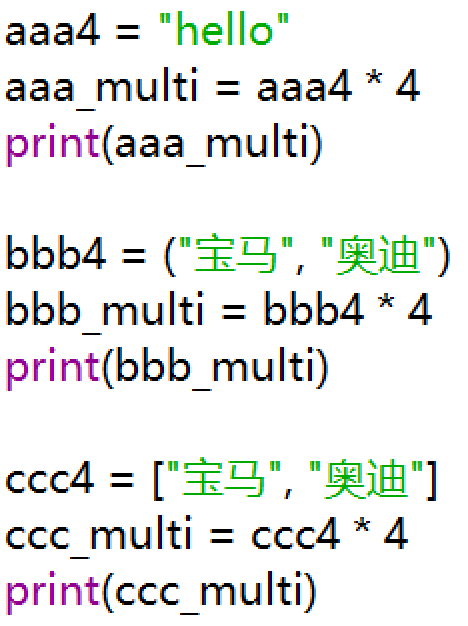 aaa4 = "hello"
aaa_multi = aaa4 * 4
print(aaa_multi)
bbb4 = ("宝马", "奥迪")
bbb_multi = bbb4 * 4
print(bbb_multi)
ccc4 = ["宝马", "奥迪"]
ccc_multi = ccc4 * 4
print(ccc_multi)